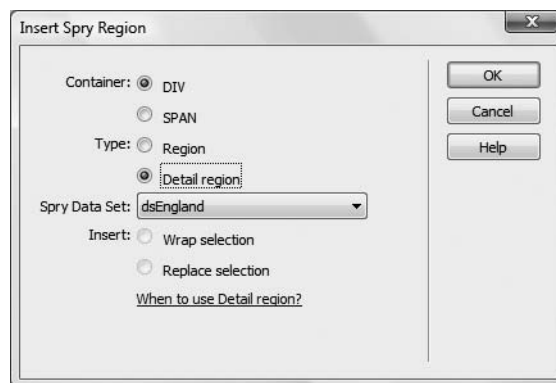 Insert Spry Region
Container: DIV
SPAN
Type: Region
Detail region
Spry Data Set: dsEngland
Insert: Wrap selection
Replace selection
When to use Detail region?
OK
Cancel
Help